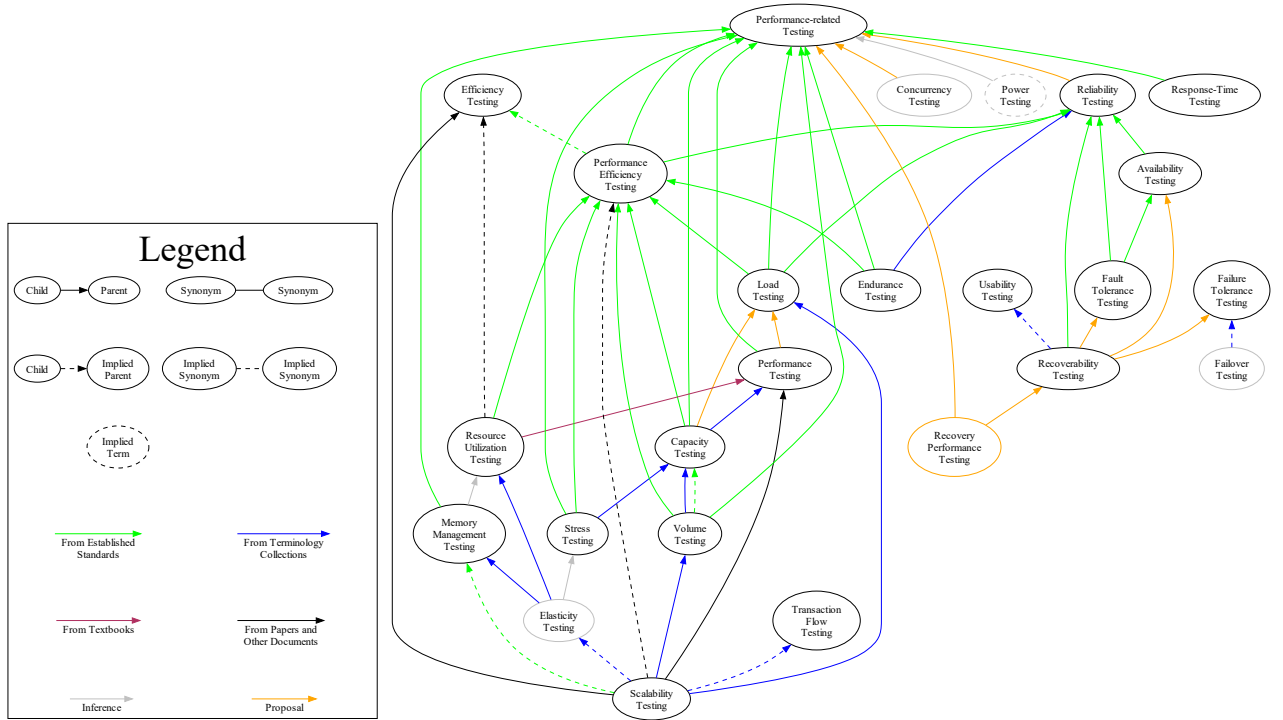 Performance-related
Testing
Efficiency
Testing
Concurrency
Testing
Power
Testing
Reliability
Testing
Response-Time
Testing
Performance
Efficiency
Testing
Availability
Testing
Legend
Child
Parent
Synonym
Synonym
Load
Testing
Endurance
Testing
Usability
Testing
Fault
Tolerance
Testing
Failure
Tolerance
Testing
Child
Implied
Parent
Implied
Synonym
Implied
Synonym
Performance
Testing
Recoverability
Testing
Failover
Testing
Implied
Term
Resource
Utilization
Testing
Capacity
Testing
Recovery
Performance
Testing
From Established
Standards
From Terminology
Collections
Memory
Management
Testing
Stress
Testing
Volume
Testing
From Textbooks
From Papers and
Other Documents
Elasticity
Testing
Transaction
Flow
Testing
Inference
Proposal
Scalability
Testing